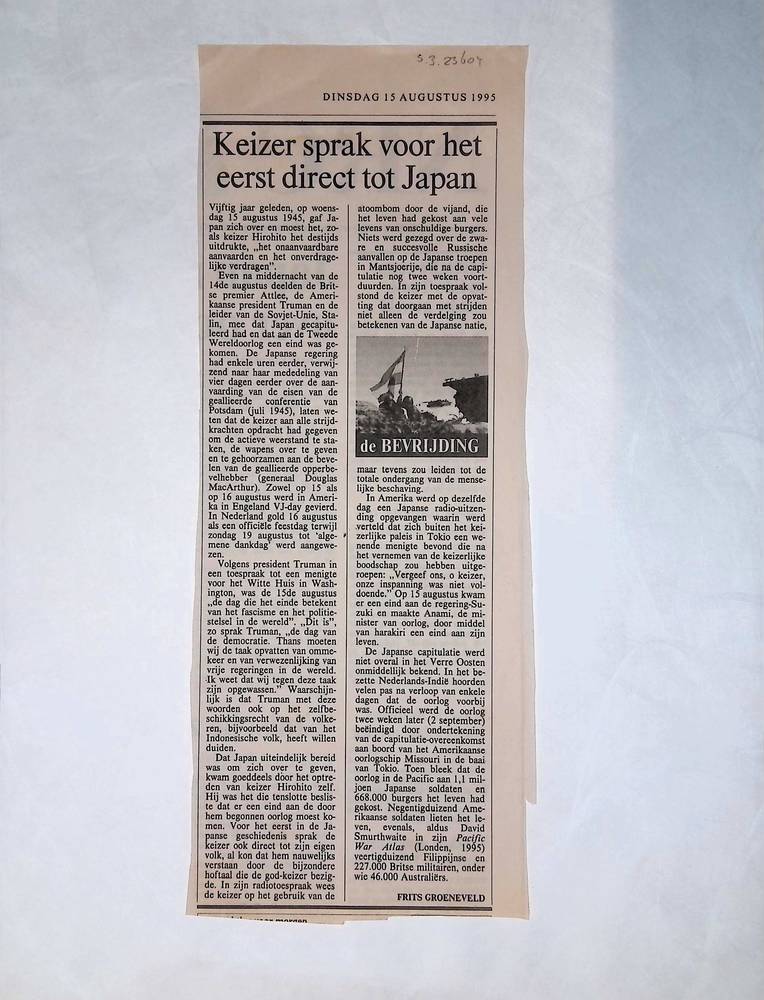 5.3.23604
DINSDAG 15 AUGUSTUS 1995
Keizer sprak voor het
eerst direct tot Japan
Vijftig jaar geleden, op woens-
dag 15 augustus 1945, gaf Ja-
pan zich over en moest het, zo-
als keizer Hirohito het destijds
uitdrukte, „het onaanvaardbare
aanvaarden en het onverdrage-
lijke verdragen”.
Even na middernacht van de
14de augustus deelden de Brit-
se premier Attlee, de Ameri-
kaanse president Truman en de
leider van de Sovjet-Unie, Sta-
lin, mee dat Japan gecapitu-
leerd had en dat aan de Tweede
Wereldoorlog een eind was ge-
komen. De Japanse regering
had enkele uren eerder, verwij-
zend naar haar mededeling van
vier dagen eerder over de aan-
vaarding van de eisen van de
geallieerde conferentie van
Potsdam (juli 1945), laten we-
ten dat de keizer aan alle strijd-
krachten opdracht had gegeven
om de actieve weerstand te sta-
ken, de wapens over te geven
en te gehoorzamen aan de beve-
len van de geallieerde opperbe-
velhebber (generaal Douglas
MacArthur). Zowel op 15 als
op 16 augustus werd in Ameri-
ka in Engeland VJ-day gevierd.
In Nederland gold 16 augustus
als een officiële feestdag terwijl
zondag 19 augustus tot ‘alge-
mene dankdag’ werd aangewe-
zen.
Volgens president Truman in
een toespraak tot een menigte
voor het Witte Huis in Wash-
ington, was de 15de augustus
„de dag die het einde betekent
van het fascisme en het politie-
stelsel in de wereld”. „Dit is”,
zo sprak Truman, „de dag van
de democratie. Thans moeten
wij de taak opvatten van omme-
keer en van verwezenlijking van
vrije regeringen in de wereld.
Ik weet dat wij tegen deze taak
zijn opgewassen.” Waarschijn-
lijk is dat Truman met deze
woorden ook op het zelfbe-
schikkingsrecht van de volke-
ren, bijvoorbeeld dat van het
Indonesische volk, heeft willen
duiden.
Dat Japan uiteindelijk bereid
was om zich over te geven,
kwam goeddeels door het optre-
den van keizer Hirohito zelf.
Hij was het die tenslotte beslis-
te dat er een eind aan de door
hem begonnen oorlog moest ko-
men. Voor het eerst in de Ja-
panse geschiedenis sprak de
keizer ook direct tot zijn eigen
volk, al kon dat hem nauwelijks
verstaan door de bijzondere
hoftaal die de god-keizer bezig-
de. In zijn radiotoespraak wees
de keizer op het gebruik van de
atoombom door de vijand, die
het leven had gekost aan vele
levens van onschuldige burgers.
Niets werd gezegd over de zwa-
re en succesvolle Russische
aanvallen op de Japanse troepen
in Mantsjoerije, die na de capi-
tulatie nog twee weken voort-
duurden. In zijn toespraak vol-
stond de keizer met de opvat-
ting dat doorgaan met strijden
niet alleen de verdelging zou
betekenen van de Japanse natie,
de BEVRIJDING
maar tevens zou leiden tot de
totale ondergang van de mense-
lijke beschaving.
In Amerika werd op dezelfde
dag een Japanse radio-uitzen-
ding opgevangen waarin werd
verteld dat zich buiten het kei-
zerlijke paleis in Tokio een we-
nende menigte bevond die na
het vernemen van de keizerlijke
boodschap zou hebben uitge-
roepen: „Vergeef ons, o keizer,
onze inspanning was niet vol-
doende.” Op 15 augustus kwam
er een eind aan de regering-Su-
zuki en maakte Anami, de mi-
nister van oorlog, door middel
van harakiri een eind aan zijn
leven.
De Japanse capitulatie werd
niet overal in het Verre Oosten
onmiddellijk bekend. In het be-
zette Nederlands-Indië hoorden
velen pas na verloop van enkele
dagen dat de oorlog voorbij
was. Officieel werd de oorlog
twee weken later (2 september)
beëindigd door ondertekening
van de capitulatie-overeenkomst
aan boord van het Amerikaanse
oorlogschip Missouri in de baai
van Tokio. Toen bleek dat de
oorlog in de Pacific aan 1,1 mil-
joen Japanse soldaten en
668.000 burgers het leven had
gekost. Negentigduizend Ame-
rikaanse soldaten lieten het le-
ven, evenals, aldus David
Smurthwaite in zijn Pacific
War Atlas (Londen, 1995)
veertigduizend Filippijnse en
227.000 Britse militairen, onder
wie 46.000 Australiërs.
FRITS GROENEVELD